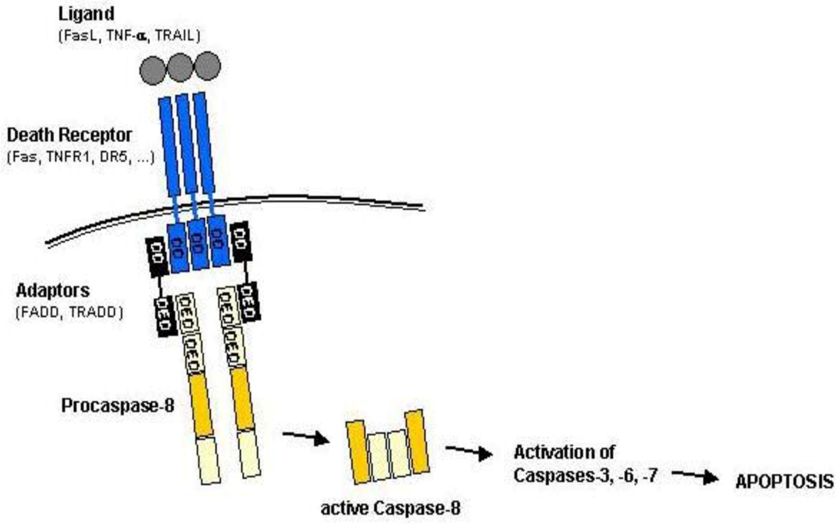 Ligand
(FasL, TNF-α, TRAIL)
Death Receptor
(Fas, TNFR1, DR5, ...)
DD DD DD DD DD
Adaptors
(FADD, TRADD)
DED DED DED DED
DED DED
Procaspase-8
Activation of
Caspases-3, -6, -7
APOPTOSIS
active Caspase-8